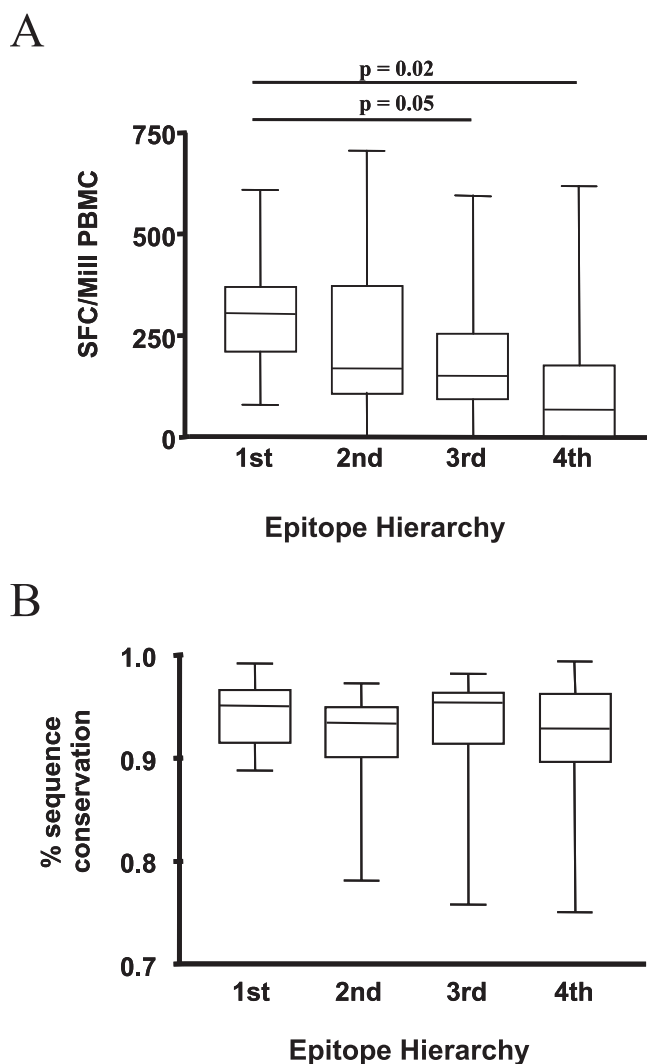 A
p = 0.02
p = 0.05
SFC/Mill PBMC
750
500
250
0
1st 2nd 3rd 4th
Epitope Hierarchy
B
% sequence
conservation
1.0
0.9
0.8
0.7
1st 2nd 3rd 4th
Epitope Hierarchy